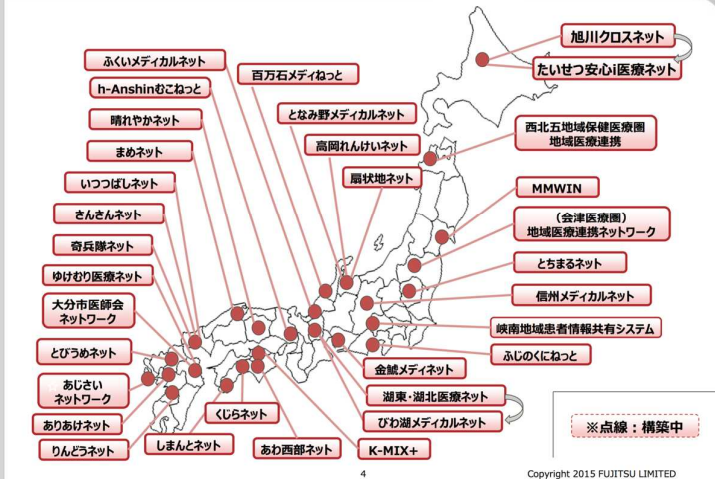 ふくいメディカルネット
h-Anshinむこねっと
晴れやかネット
まめネット
いつつばしネット
さんさんネット
奇兵隊ネット
ゆけむり医療ネット
大分市医師会
ネットワーク
とびうめネット
あじさい
ネットワーク
ありあけネット
りんどうネット
百万石メディねっと
となみ野メディカルネット
高岡れんけいネット
扇状地ネット
旭川クロスネット
たいせつ安心i医療ネット
西北五地域保健医療圏
地域医療連携
MMWIN
（会津医療圏）
地域医療連携ネットワーク
とちまるネット
信州メディカルネット
峡南地域患者情報共有システム
ふじのくにねっと
金鯱メディネット
湖東・湖北医療ネット
びわ湖メディカルネット
くじらネット
しまんとネット
あわ西部ネット
K-MIX+
※点線：構築中
4
Copyright 2015 FUJITSU LIMITED